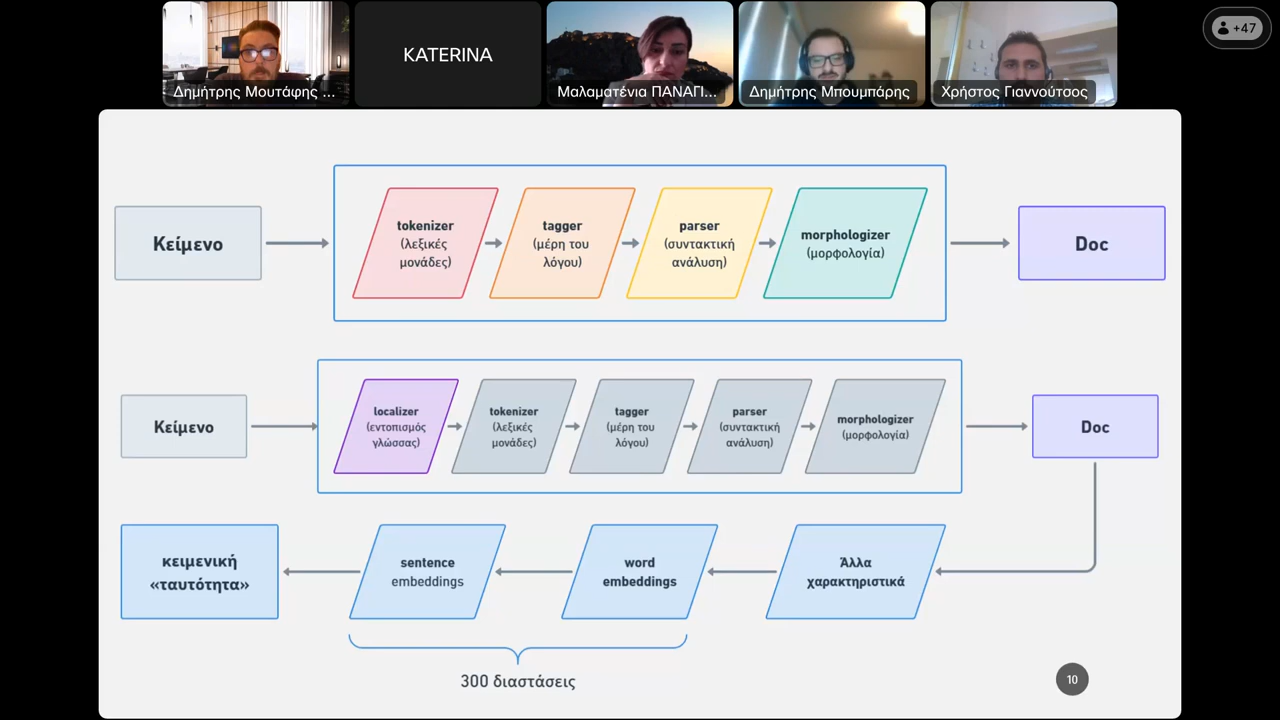 Δημήτρης Μουτάφης ...
KATERINA
Μαλαματένια ΠΑΝΑΓΙ...
Δημήτρης Μπουμπάρης
Χρήστος Γιαννούτσος
+47
Κείμενο
tokenizer
(λεξικές
μονάδες)
tagger
(μέρη του
λόγου)
parser
(συντακτική
ανάλυση)
morphologizer
(μορφολογία)
Doc
Κείμενο
localizer
(εντοπισμός
γλώσσας)
tokenizer
(λεξικές
μονάδες)
tagger
(μέρη του
λόγου)
parser
(συντακτική
ανάλυση)
morphologizer
(μορφολογία)
Doc
κειμενική
«ταυτότητα»
sentence
embeddings
word
embeddings
Άλλα
χαρακτηριστικά
300 διαστάσεις
10